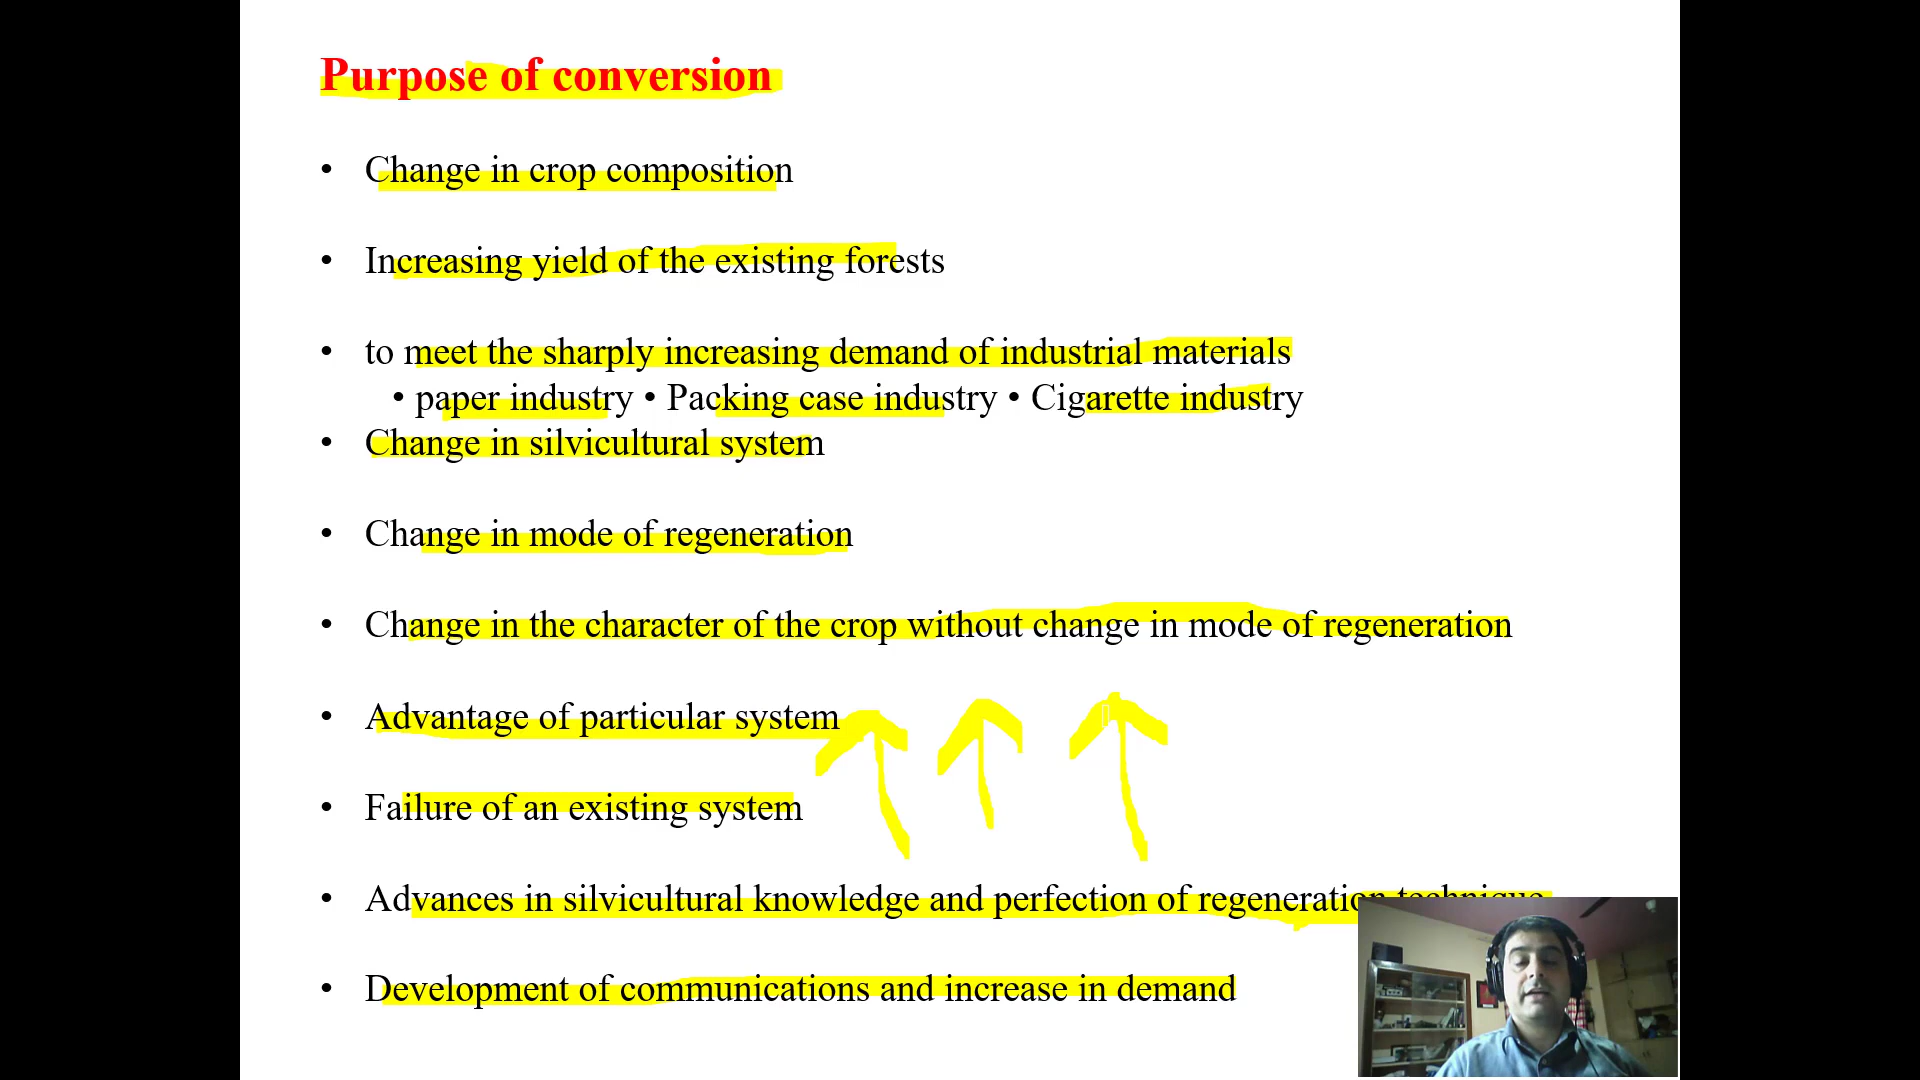 Purpose of conversion
• Change in crop composition
• Increasing yield of the existing forests
• to meet the sharply increasing demand of industrial materials
• paper industry • Packing case industry • Cigarette industry
• Change in silvicultural system
• Change in mode of regeneration
• Change in the character of the crop without change in mode of regeneration
• Advantage of particular system
• Failure of an existing system
• Advances in silvicultural knowledge and perfection of regeneration technique
• Development of communications and increase in demand